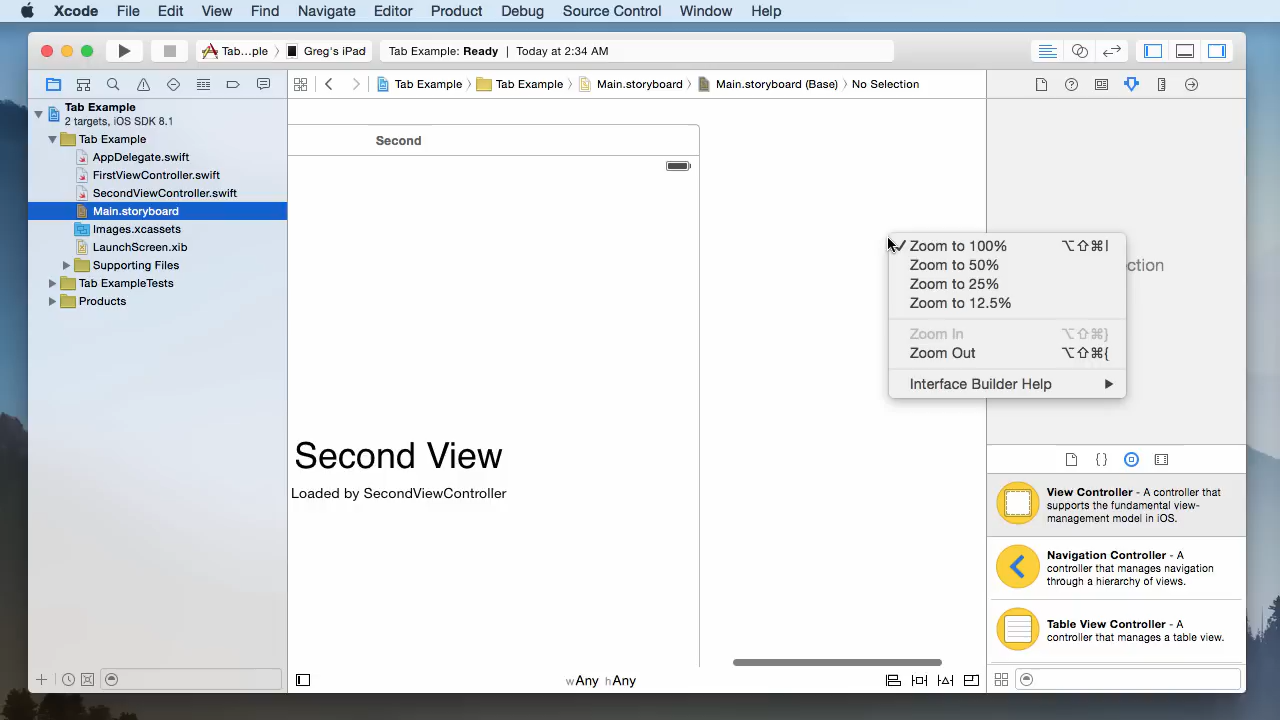 Xcode File Edit View Find Navigate Editor Product Debug Source Control Window Help
Tab...ple Greg's iPad Tab Example: Ready | Today at 2:34 AM
Tab Example Tab Example Main.storyboard Main.storyboard (Base) No Selection
Tab Example
2 targets, iOS SDK 8.1
Tab Example
AppDelegate.swift
FirstViewController.swift
SecondViewController.swift
Main.storyboard
Images.xcassets
LaunchScreen.xib
Supporting Files
Tab ExampleTests
Products
Second
Second View
Loaded by SecondViewController
✓ Zoom to 100% ⌥⇧⌘|
Zoom to 50%
Zoom to 25%
Zoom to 12.5%
Zoom In ⌥⇧⌘}
Zoom Out ⌥⇧⌘{
Interface Builder Help
ction
View Controller - A controller that
supports the fundamental view-
management model in iOS.
Navigation Controller - A
controller that manages navigation
through a hierarchy of views.
Table View Controller - A
controller that manages a table view.
wAny hAny